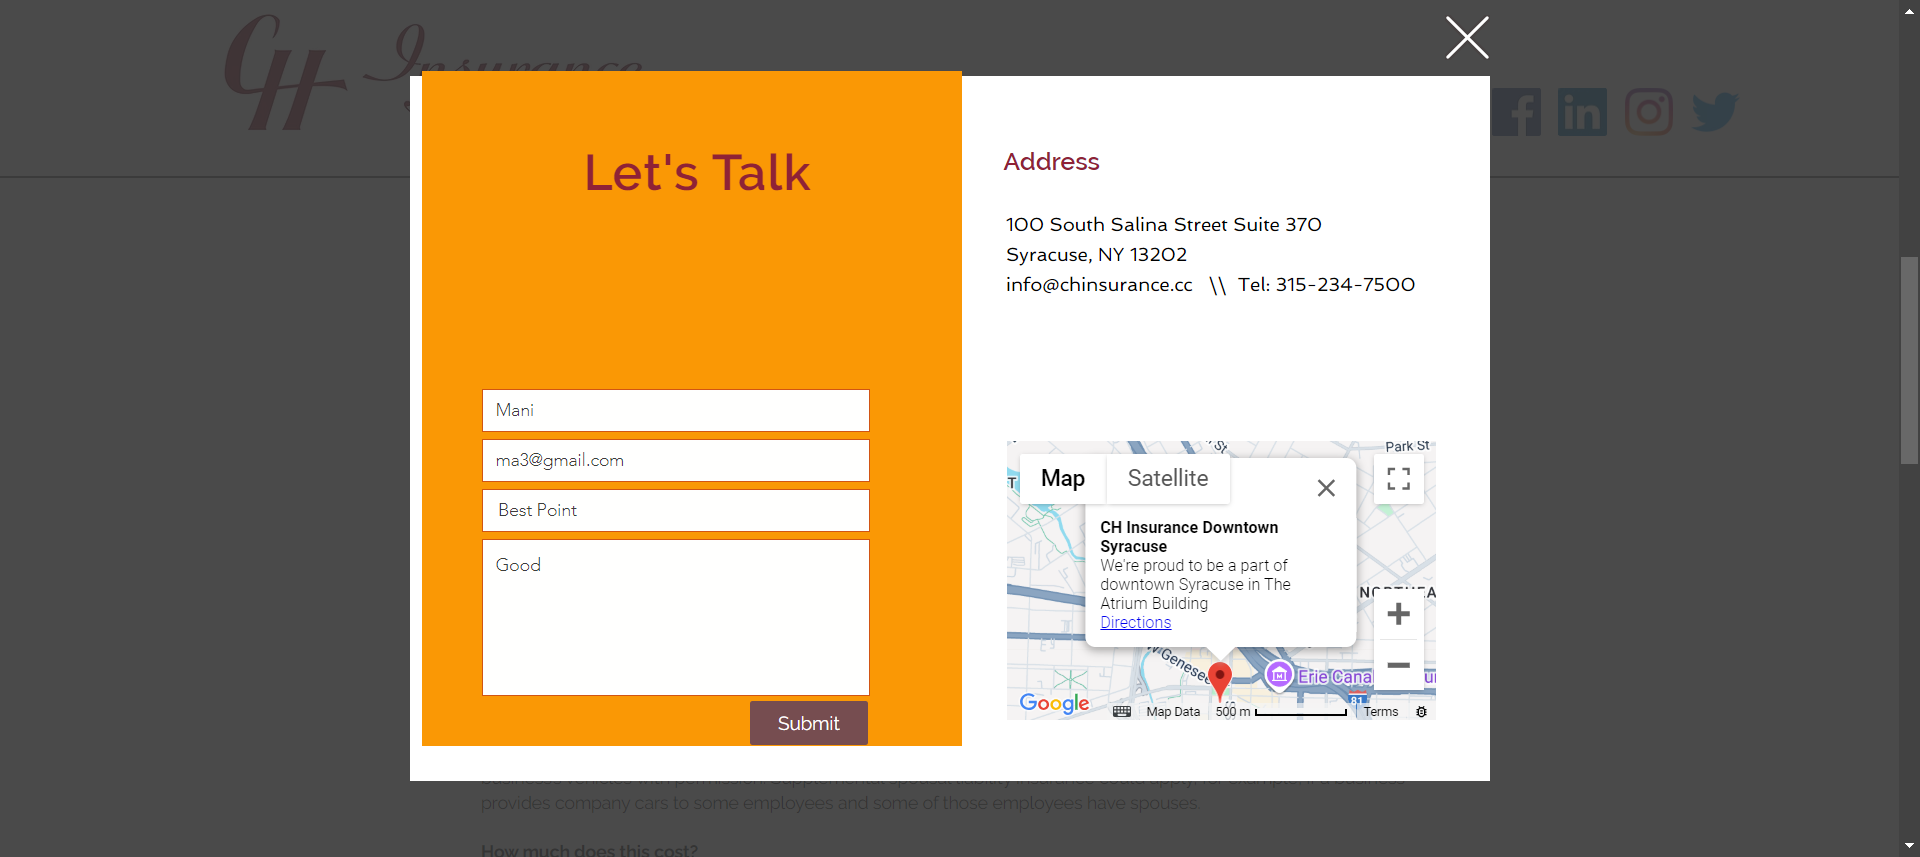 CH Insurance
Let's Talk
Mani
ma3@gmail.com
Best Point
Good
Submit
Address
100 South Salina Street Suite 370
Syracuse, NY 13202
info@chinsurance.cc \\ Tel: 315-234-7500
Park St
Map Satellite
CH Insurance Downtown
Syracuse
We're proud to be a part of
downtown Syracuse in The
Atrium Building
Directions
W Genesee
Erie Cana
81
Google
Map Data 500 m Terms
provides company cars to some employees and some of those employees have spouses.
How much does this cost?